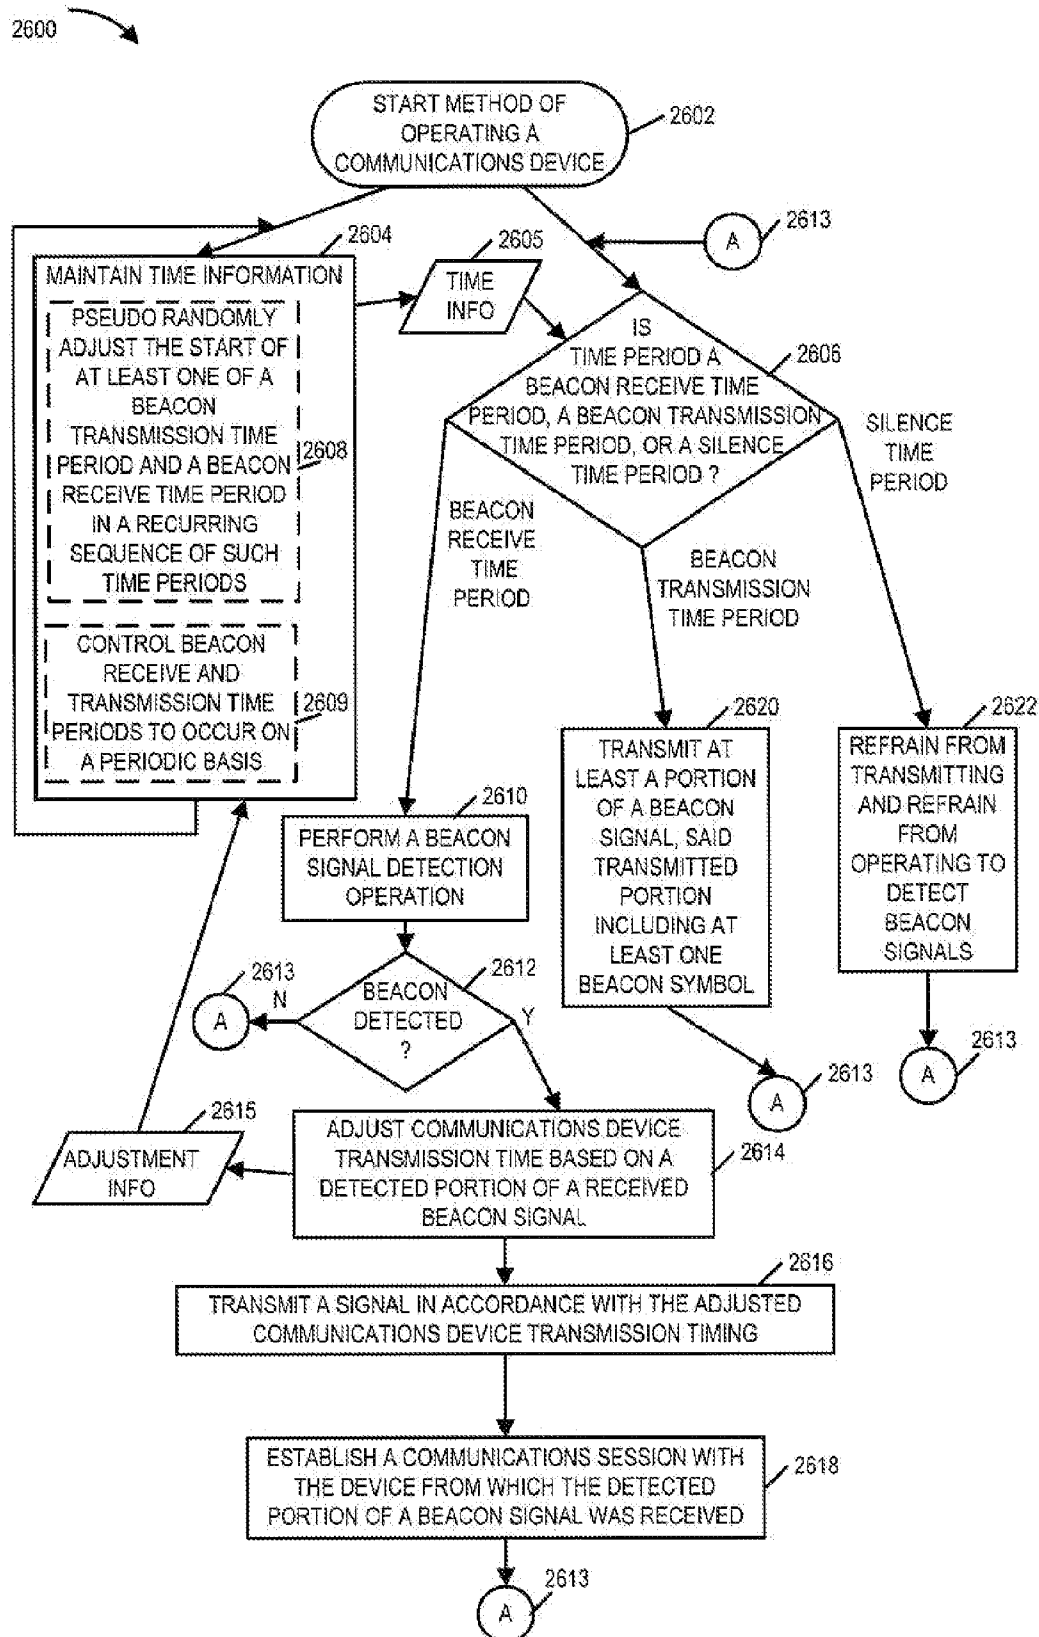 2600
START METHOD OF
OPERATING A
COMMUNICATIONS DEVICE
2602
A
2613
2604
MAINTAIN TIME INFORMATION
PSEUDO RANDOMLY
ADJUST THE START OF
AT LEAST ONE OF A
BEACON
TRANSMISSION TIME
PERIOD AND A BEACON
RECEIVE TIME PERIOD
IN A RECURRING
SEQUENCE OF SUCH
TIME PERIODS
2608
CONTROL BEACON
RECEIVE AND
TRANSMISSION TIME
PERIODS TO OCCUR ON
A PERIODIC BASIS
2609
2605
TIME
INFO
IS
TIME PERIOD A
BEACON RECEIVE TIME
PERIOD, A BEACON TRANSMISSION
TIME PERIOD, OR A SILENCE
TIME PERIOD ?
2606
BEACON
RECEIVE
TIME
PERIOD
BEACON
TRANSMISSION
TIME PERIOD
SILENCE
TIME
PERIOD
2610
PERFORM A BEACON
SIGNAL DETECTION
OPERATION
2620
TRANSMIT AT
LEAST A PORTION
OF A BEACON
SIGNAL, SAID
TRANSMITTED
PORTION
INCLUDING AT
LEAST ONE
BEACON SYMBOL
2622
REFRAIN FROM
TRANSMITTING
AND REFRAIN
FROM
OPERATING TO
DETECT
BEACON
SIGNALS
2612
BEACON
DETECTED
?
N
Y
2613
A
A
2613
A
2613
2615
ADJUSTMENT
INFO
ADJUST COMMUNICATIONS DEVICE
TRANSMISSION TIME BASED ON A
DETECTED PORTION OF A RECEIVED
BEACON SIGNAL
2614
2616
TRANSMIT A SIGNAL IN ACCORDANCE WITH THE ADJUSTED
COMMUNICATIONS DEVICE TRANSMISSION TIMING
ESTABLISH A COMMUNICATIONS SESSION WITH
THE DEVICE FROM WHICH THE DETECTED
PORTION OF A BEACON SIGNAL WAS RECEIVED
2618
A
2613